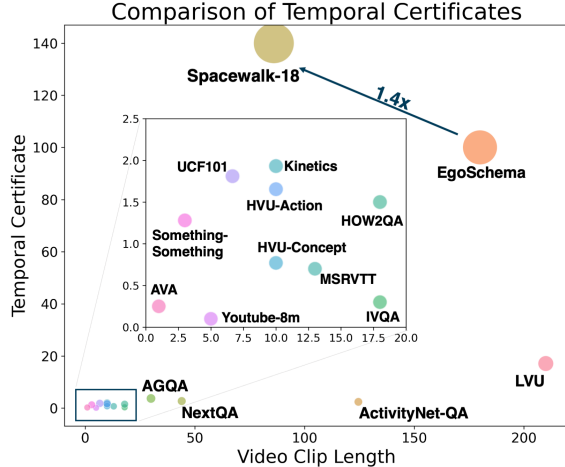 Comparison of Temporal Certificates
Temporal Certificate
140
120
100
80
60
40
20
0
Spacewalk-18
1.4x
EgoSchema
2.5
2.0
1.5
1.0
0.5
0.0
UCF101
Kinetics
HVU-Action
HOW2QA
Something-
Something
HVU-Concept
MSRVTT
AVA
Youtube-8m
IVQA
0.0 2.5 5.0 7.5 10.0 12.5 15.0 17.5 20.0
LVU
AGQA
NextQA
ActivityNet-QA
0 50 100 150 200
Video Clip Length